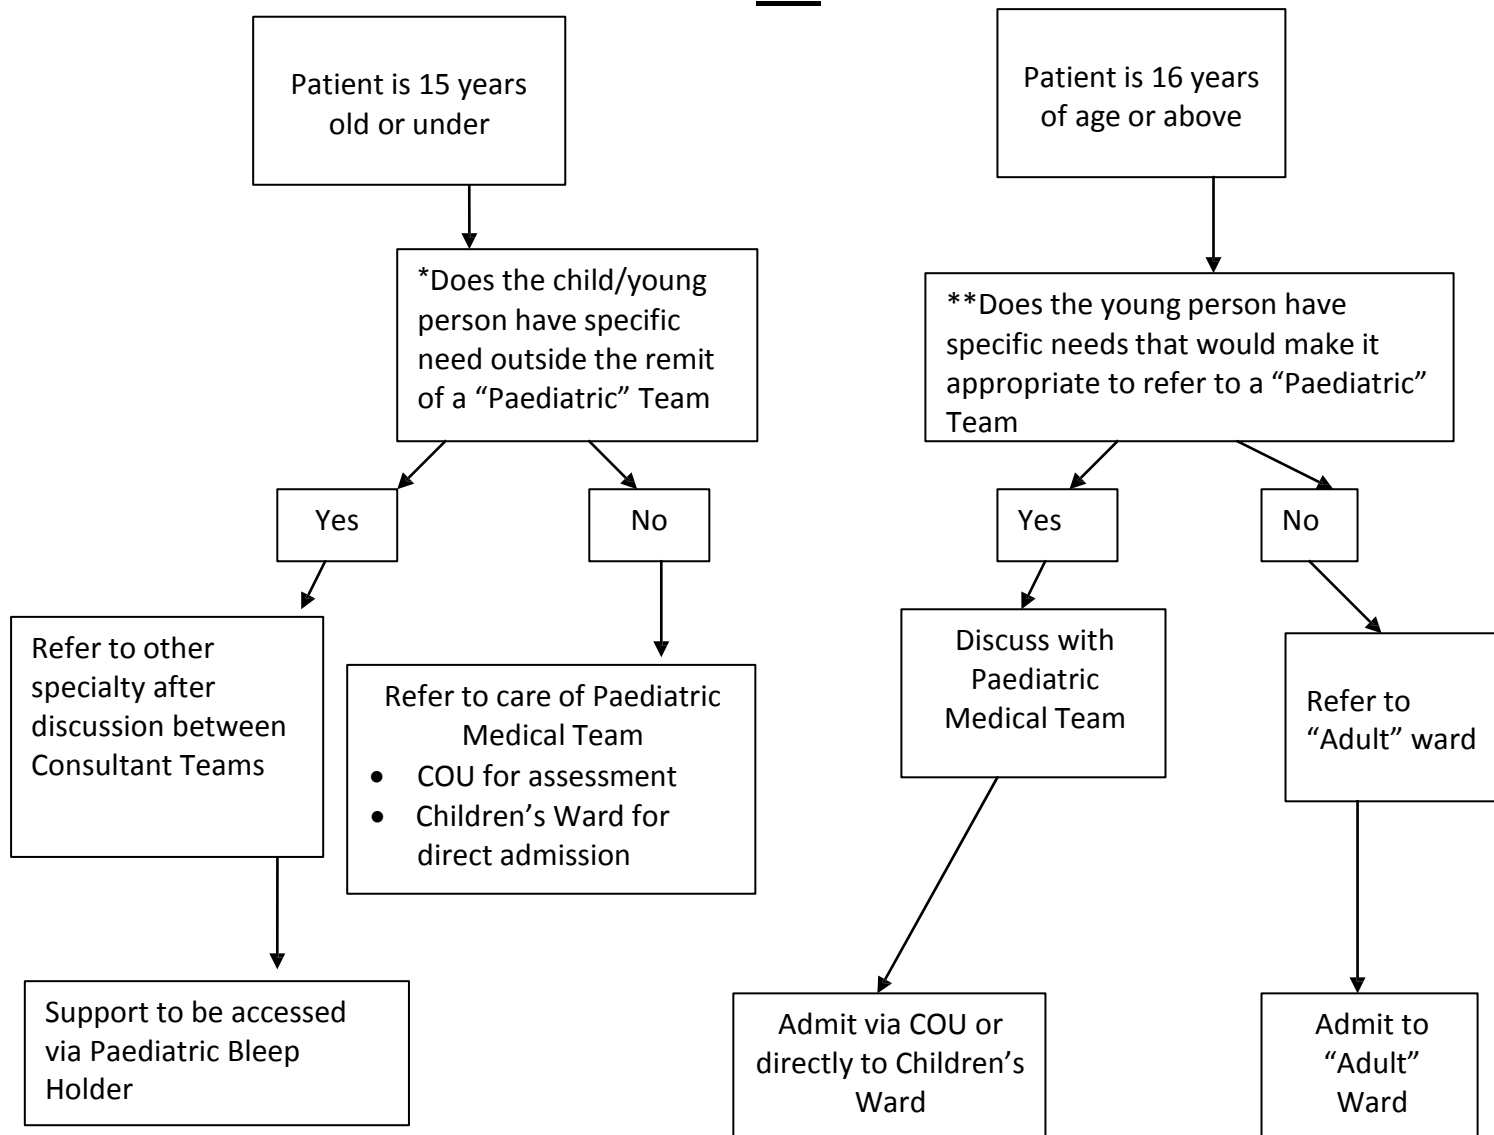 Patient is 15 years
old or under
Patient is 16 years
of age or above
*Does the child/young
person have specific
need outside the remit
of a “Paediatric” Team
**Does the young person have
specific needs that would make it
appropriate to refer to a “Paediatric”
Team
Yes
No
Yes
No
Refer to other
specialty after
discussion between
Consultant Teams
Refer to care of Paediatric
Medical Team
• COU for assessment
• Children’s Ward for
direct admission
Discuss with
Paediatric
Medical Team
Refer to
“Adult” ward
Support to be accessed
via Paediatric Bleep
Holder
Admit via COU or
directly to Children’s
Ward
Admit to
“Adult”
Ward